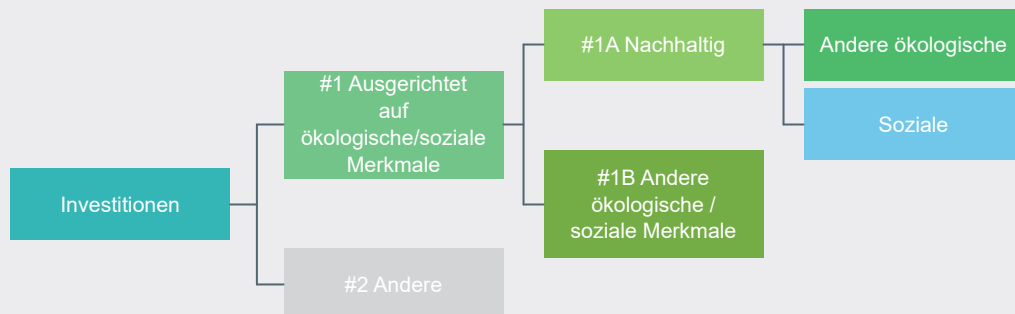 #1A Nachhaltig
Andere ökologische
#1 Ausgerichtet
auf
ökologische/soziale
Merkmale
Soziale
#1B Andere
ökologische /
soziale Merkmale
Investitionen
#2 Andere